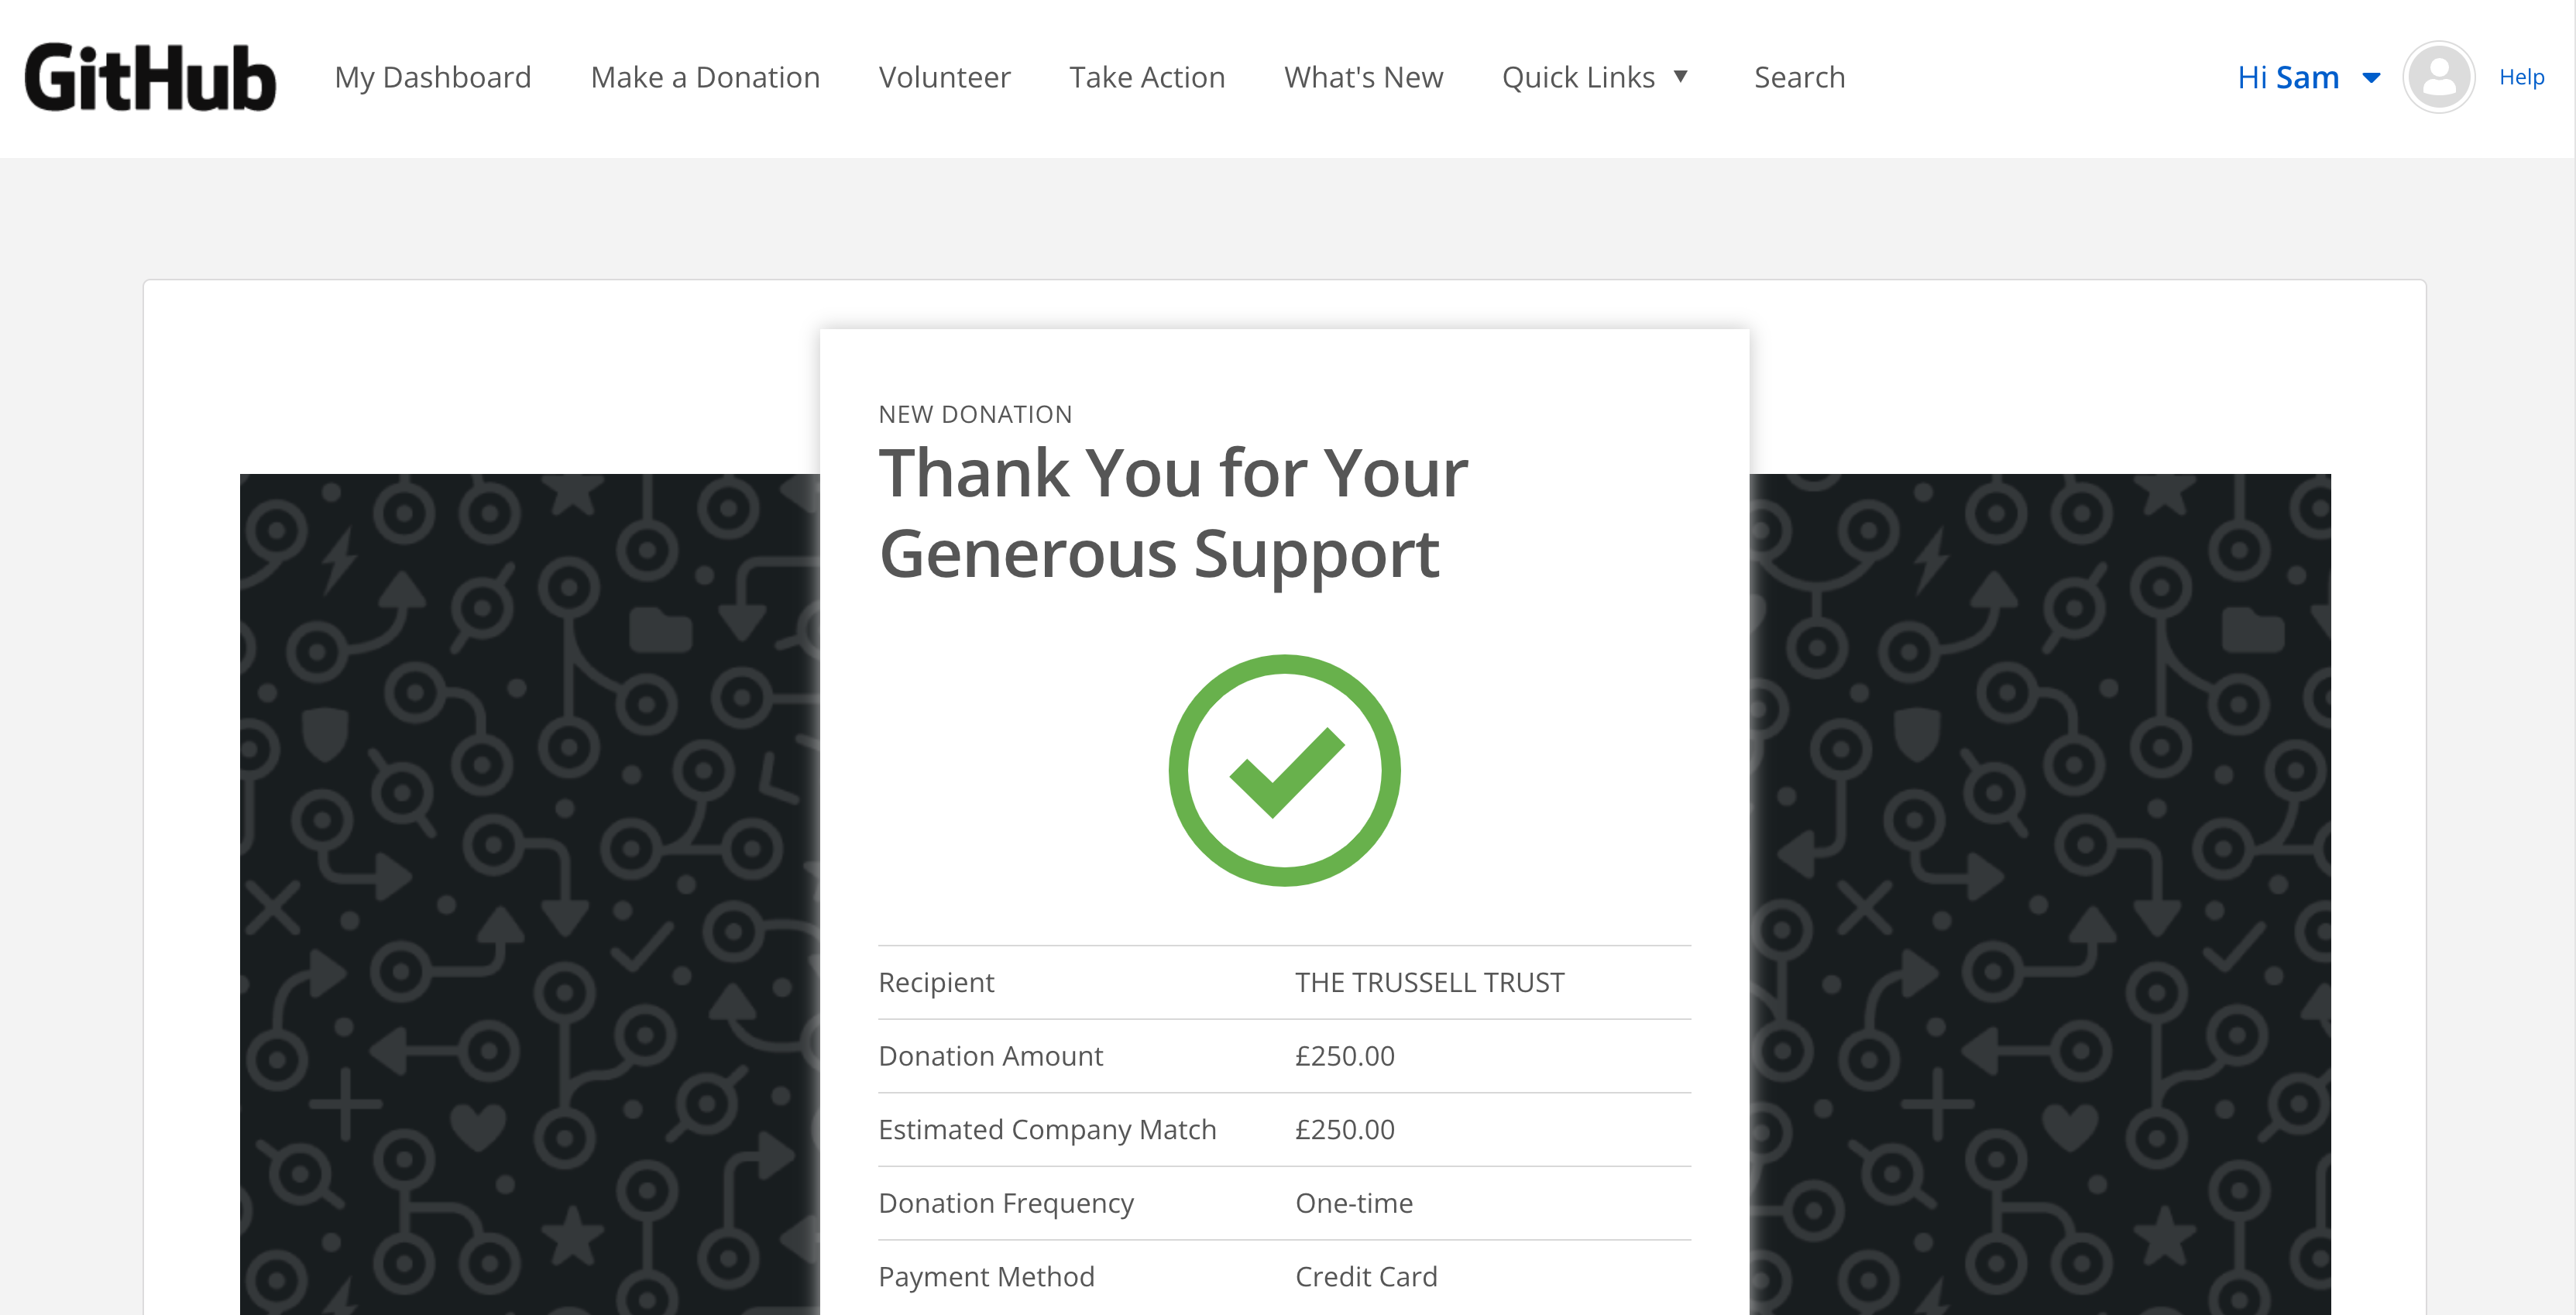 GitHub My Dashboard Make a Donation Volunteer Take Action What's New Quick Links ▼ Search Hi Sam Help
NEW DONATION
Thank You for Your
Generous Support
Recipient THE TRUSSELL TRUST
Donation Amount £250.00
Estimated Company Match £250.00
Donation Frequency One-time
Payment Method Credit Card